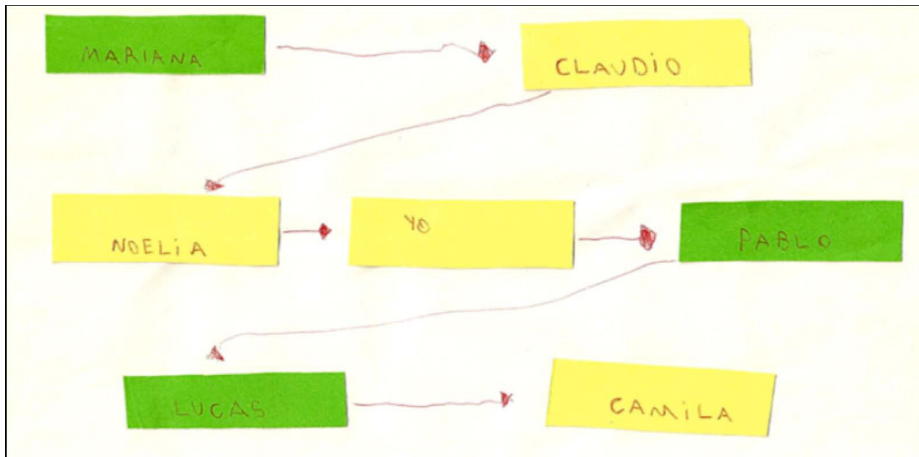 MARIANA
CLAUDIO
NOELiA
YO
PABLO
LUCAS
CAMiLA